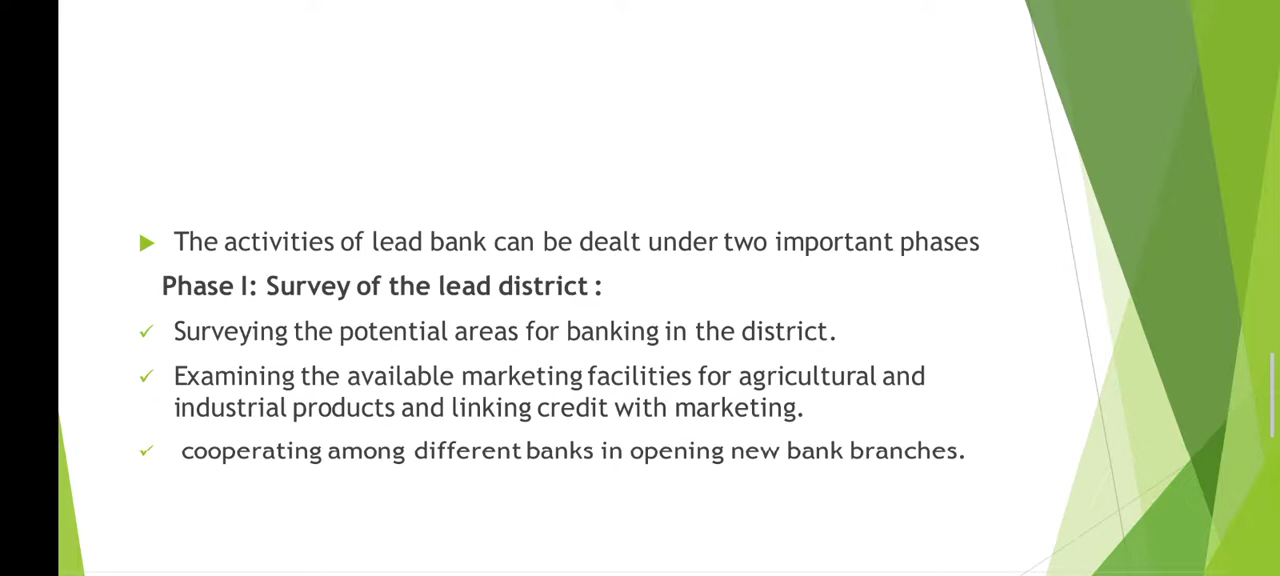 The activities of lead bank can be dealt under two important phases
Phase I: Survey of the lead district :
Surveying the potential areas for banking in the district.
Examining the available marketing facilities for agricultural and
industrial products and linking credit with marketing.
cooperating among different banks in opening new bank branches.